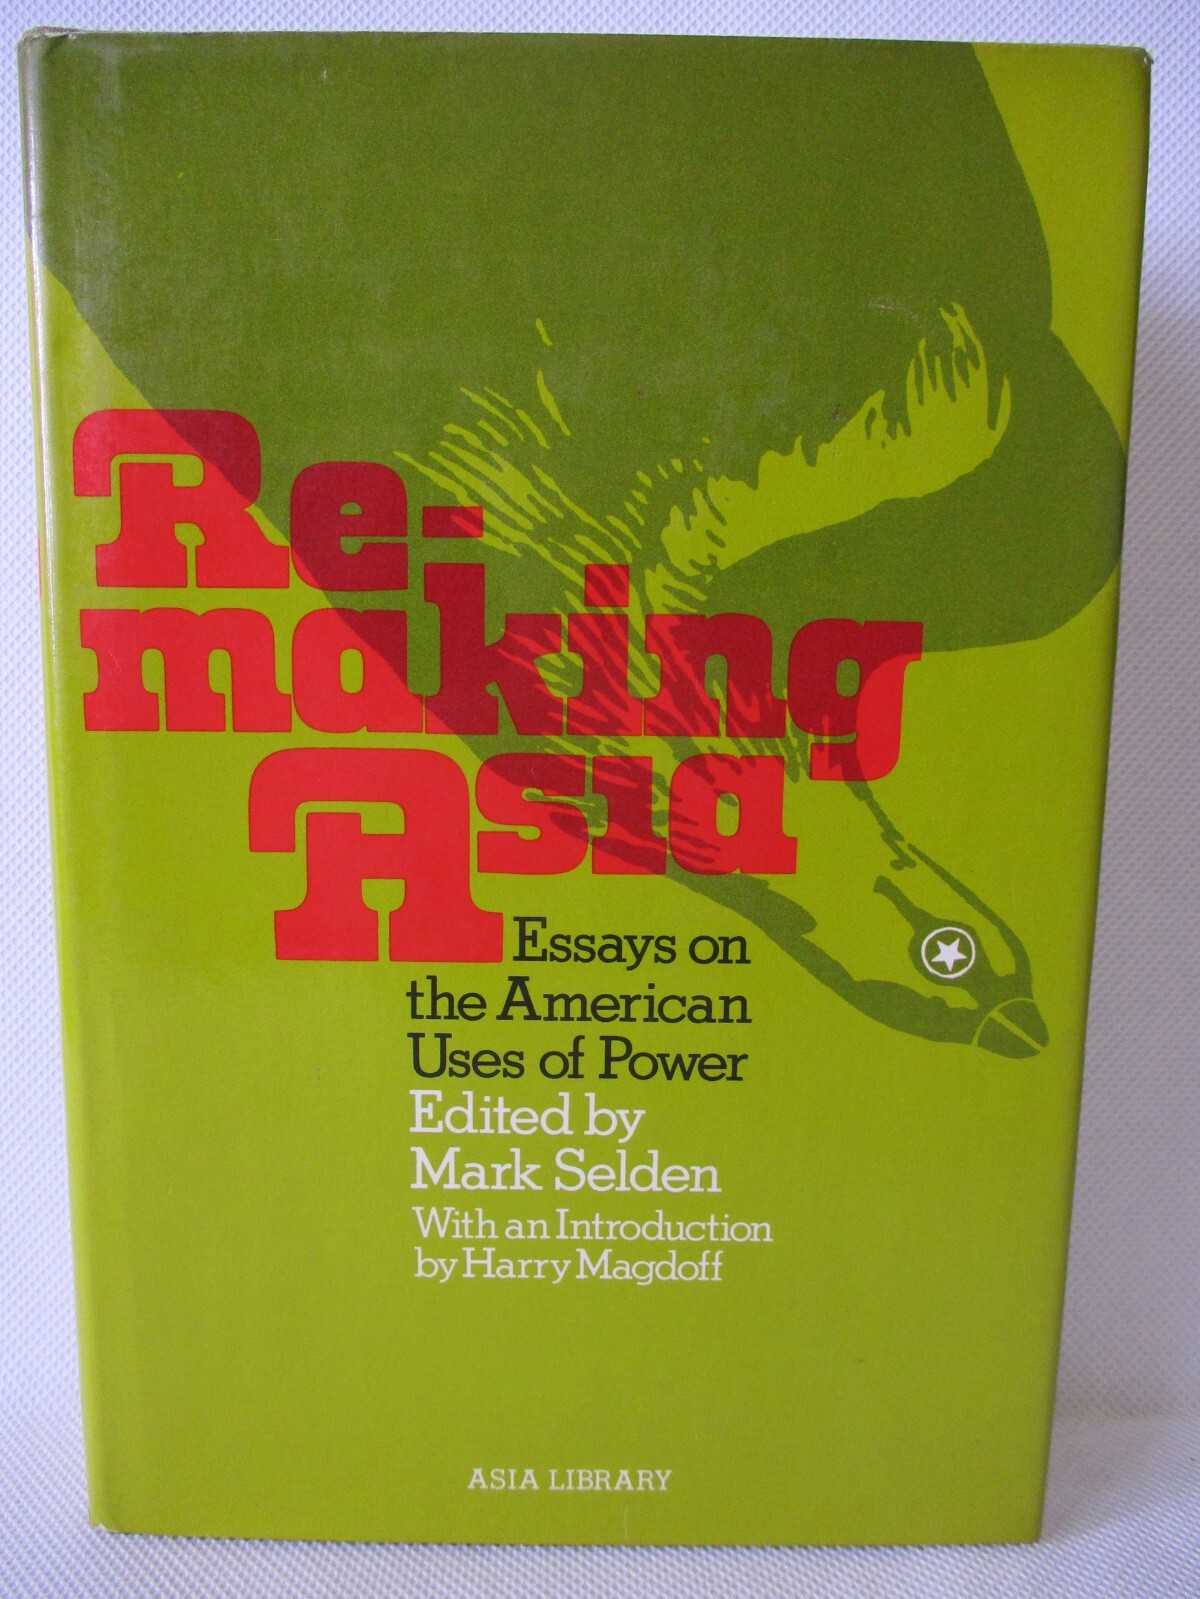 Re-
making
Asia
Essays on
the American
Uses of Power
Edited by
Mark Selden
With an Introduction
by Harry Magdoff
ASIA LIBRARY